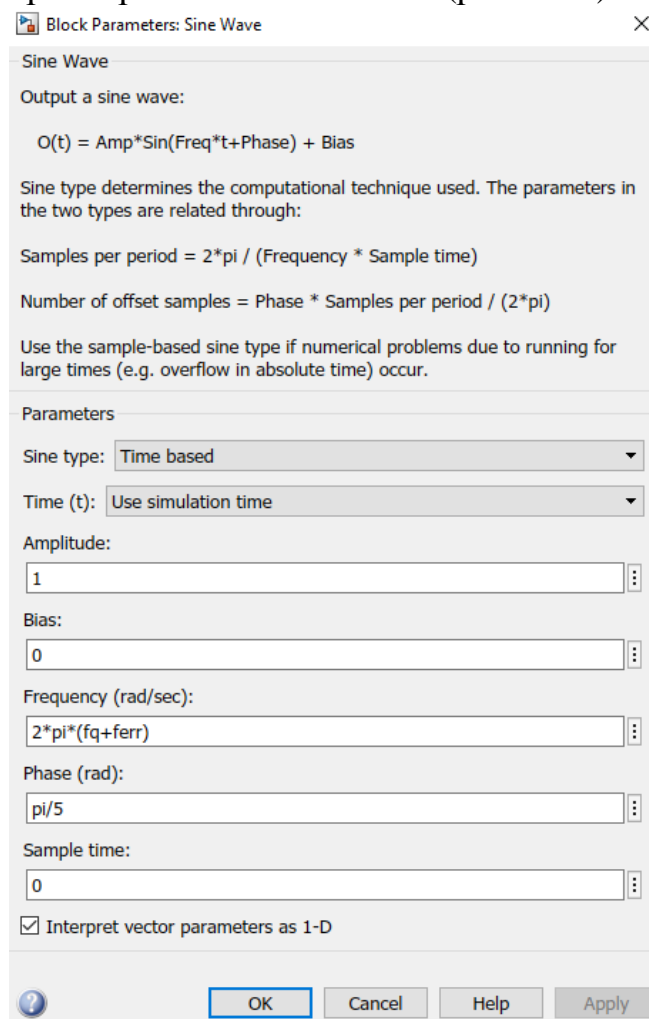 Block Parameters: Sine Wave
Sine Wave
Output a sine wave:
O(t) = Amp*Sin(Freq*t+Phase) + Bias
Sine type determines the computational technique used. The parameters in
the two types are related through:
Samples per period = 2*pi / (Frequency * Sample time)
Number of offset samples = Phase * Samples per period / (2*pi)
Use the sample-based sine type if numerical problems due to running for
large times (e.g. overflow in absolute time) occur.
Parameters
Sine type: Time based
Time (t): Use simulation time
Amplitude:
1
Bias:
0
Frequency (rad/sec):
2*pi*(fq+ferr)
Phase (rad):
pi/5
Sample time:
0
Interpret vector parameters as 1-D
OK Cancel Help Apply